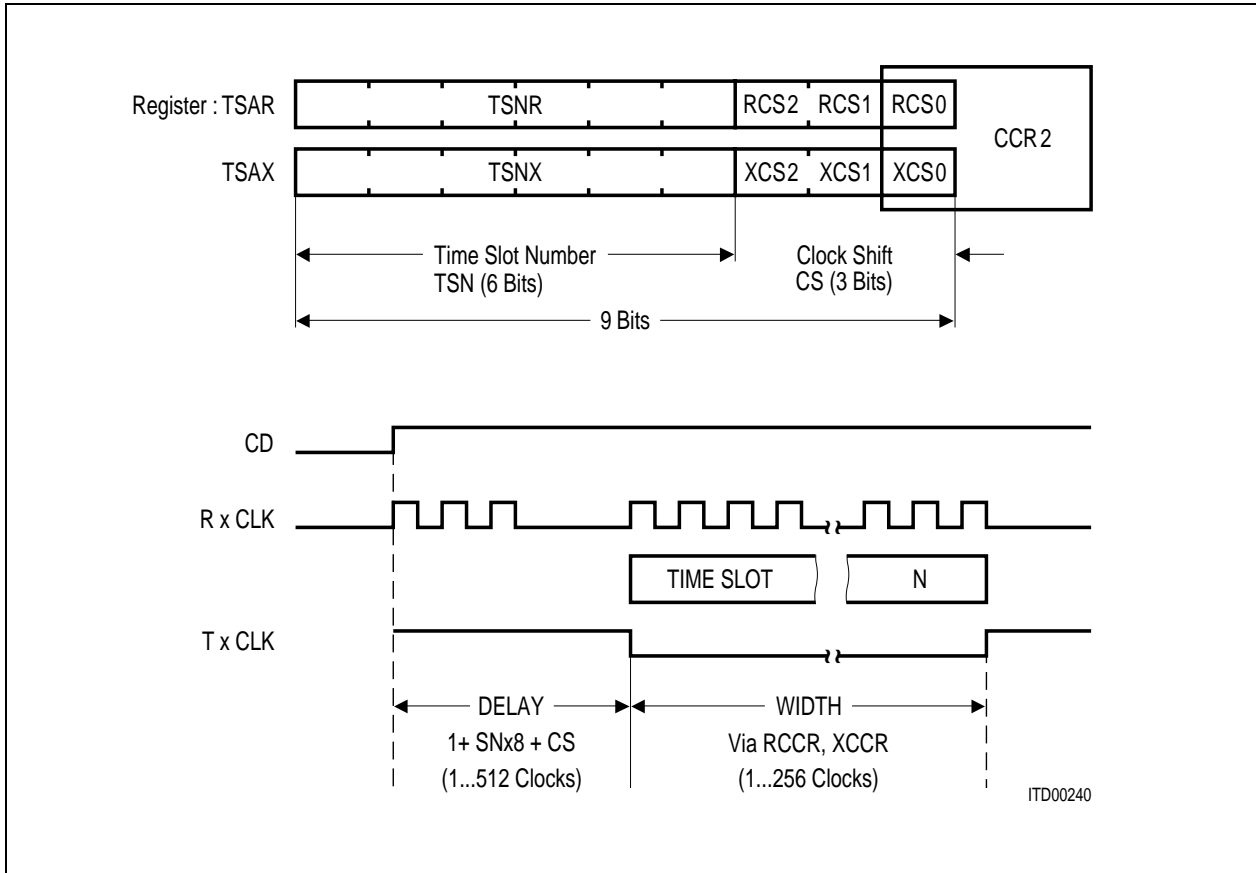 Register : TSAR TSNR RCS2 RCS1 RCS0
CCR2
TSAX TSNX XCS2 XCS1 XCS0
Time Slot Number Clock Shift
TSN (6 Bits) CS (3 Bits)
9 Bits
CD
R x CLK
TIME SLOT N
T x CLK
DELAY WIDTH
1+ SNx8 + CS Via RCCR, XCCR
(1...512 Clocks) (1...256 Clocks)
ITD00240